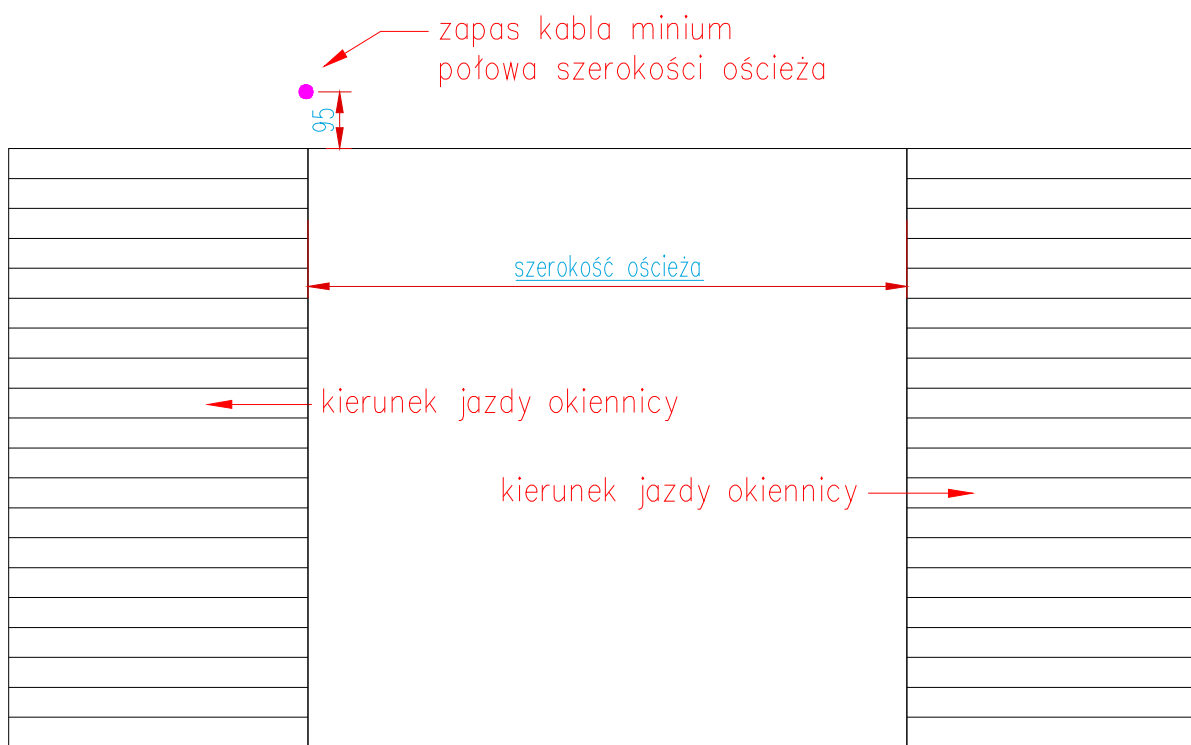 zapas kabla minium
połowa szerokości ościeża
95
szerokość ościeża
kierunek jazdy okiennicy
kierunek jazdy okiennicy